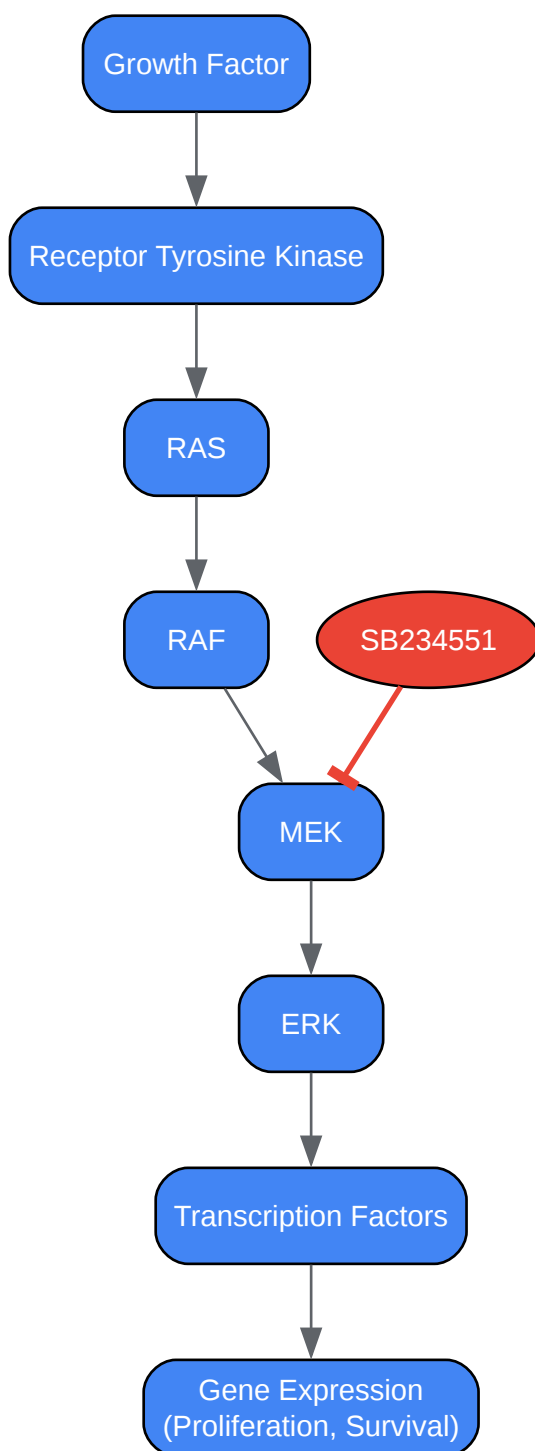 Growth Factor
Receptor Tyrosine Kinase
RAS
RAF
SB234551
MEK
ERK
Transcription Factors
Gene Expression
(Proliferation, Survival)